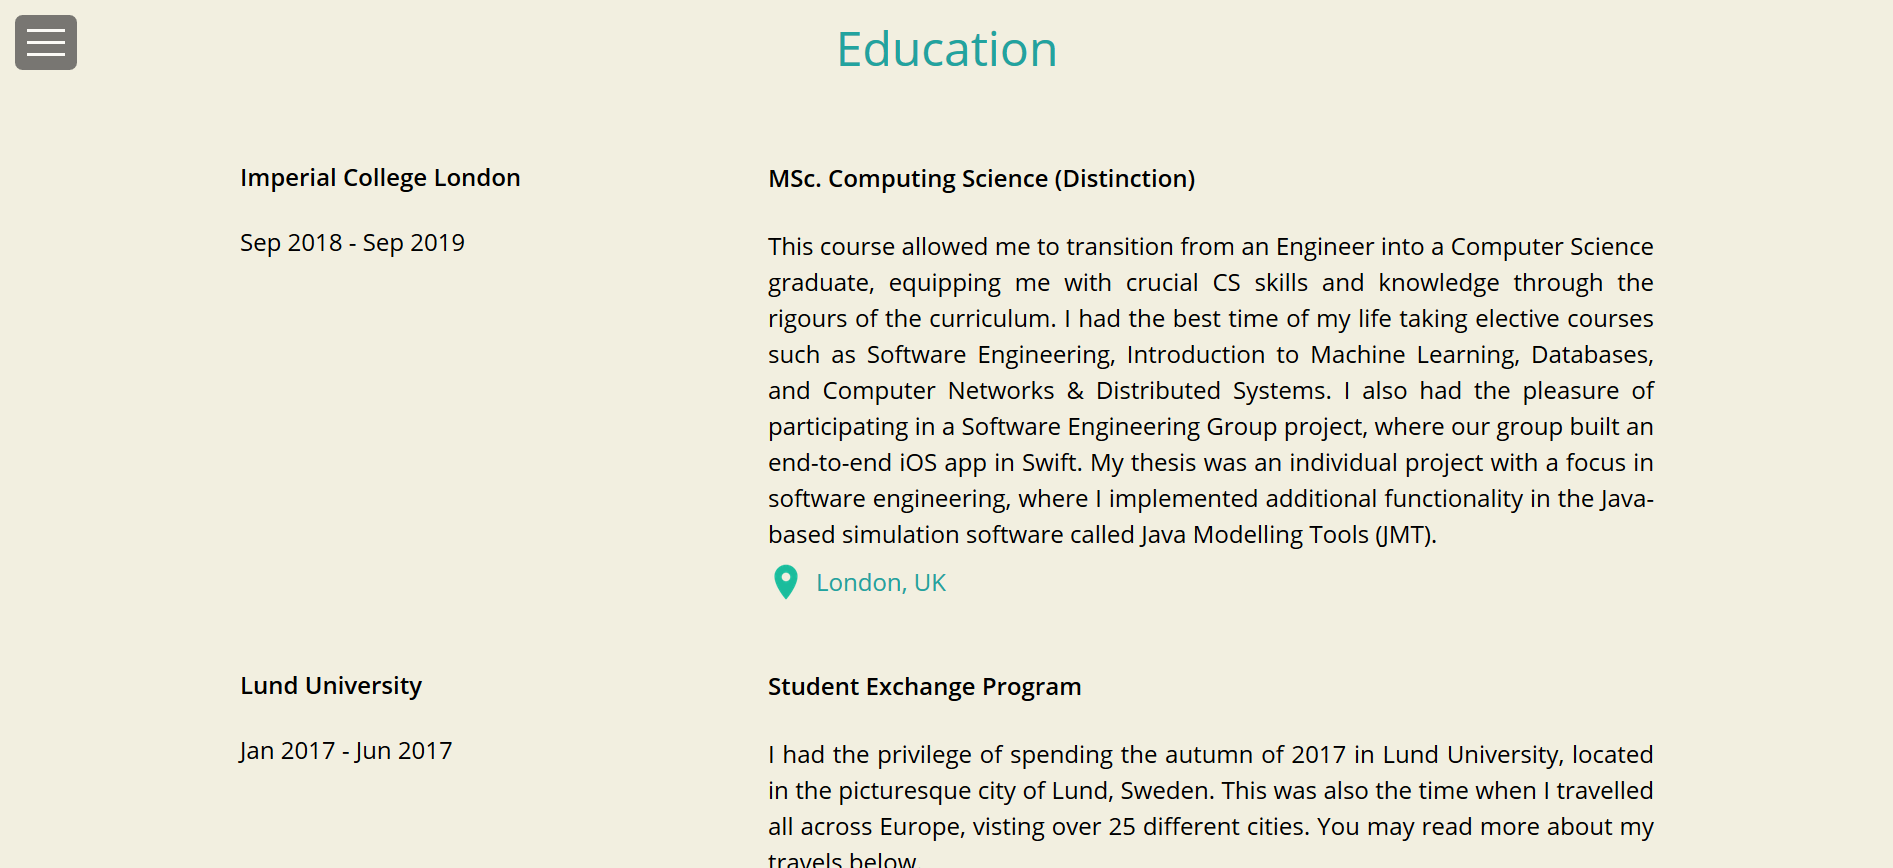 Education
Imperial College London
Sep 2018 - Sep 2019
MSc. Computing Science (Distinction)
This course allowed me to transition from an Engineer into a Computer Science
graduate, equipping me with crucial CS skills and knowledge through the
rigours of the curriculum. I had the best time of my life taking elective courses
such as Software Engineering, Introduction to Machine Learning, Databases,
and Computer Networks & Distributed Systems. I also had the pleasure of
participating in a Software Engineering Group project, where our group built an
end-to-end iOS app in Swift. My thesis was an individual project with a focus in
software engineering, where I implemented additional functionality in the Java-
based simulation software called Java Modelling Tools (JMT).
London, UK
Lund University
Jan 2017 - Jun 2017
Student Exchange Program
I had the privilege of spending the autumn of 2017 in Lund University, located
in the picturesque city of Lund, Sweden. This was also the time when I travelled
all across Europe, visting over 25 different cities. You may read more about my
travels below.